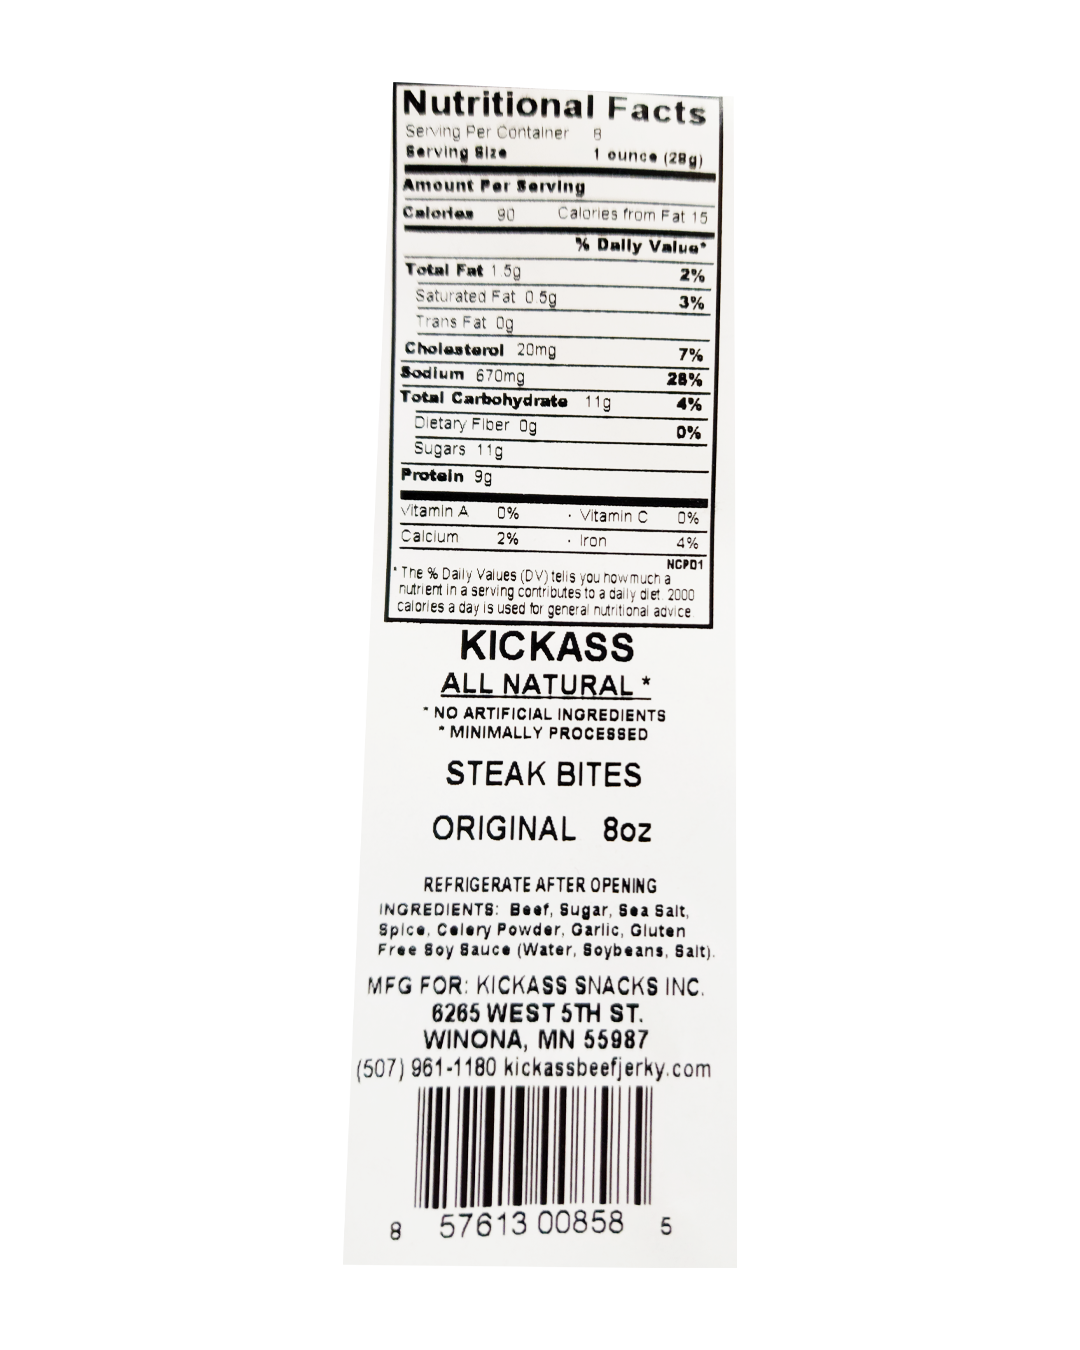 Nutritional Facts
Serving Per Container 8
Serving Size 1 ounce (28g)
Amount Per Serving
Calories 90 Calories from Fat 15
% Daily Value*
Total Fat 1.5g 2%
Saturated Fat 0.5g 3%
Trans Fat 0g
Cholesterol 20mg 7%
Sodium 670mg 28%
Total Carbohydrate 11g 4%
Dietary Fiber 0g 0%
Sugars 11g
Protein 9g
Vitamin A 0% · Vitamin C 0%
Calcium 2% · Iron 4%
NCPD1
* The % Daily Values (DV) tells you how much a
nutrient in a serving contributes to a daily diet. 2000
calories a day is used for general nutritional advice.
KICKASS
ALL NATURAL *
* NO ARTIFICIAL INGREDIENTS
* MINIMALLY PROCESSED
STEAK BITES
ORIGINAL 8oz
REFRIGERATE AFTER OPENING
INGREDIENTS: Beef, Sugar, Sea Salt,
Spice, Celery Powder, Garlic, Gluten
Free Soy Sauce (Water, Soybeans, Salt).
MFG FOR: KICKASS SNACKS INC.
6265 WEST 5TH ST.
WINONA, MN 55987
(507) 961-1180 kickassbeefjerky.com
8 57613 00858 5